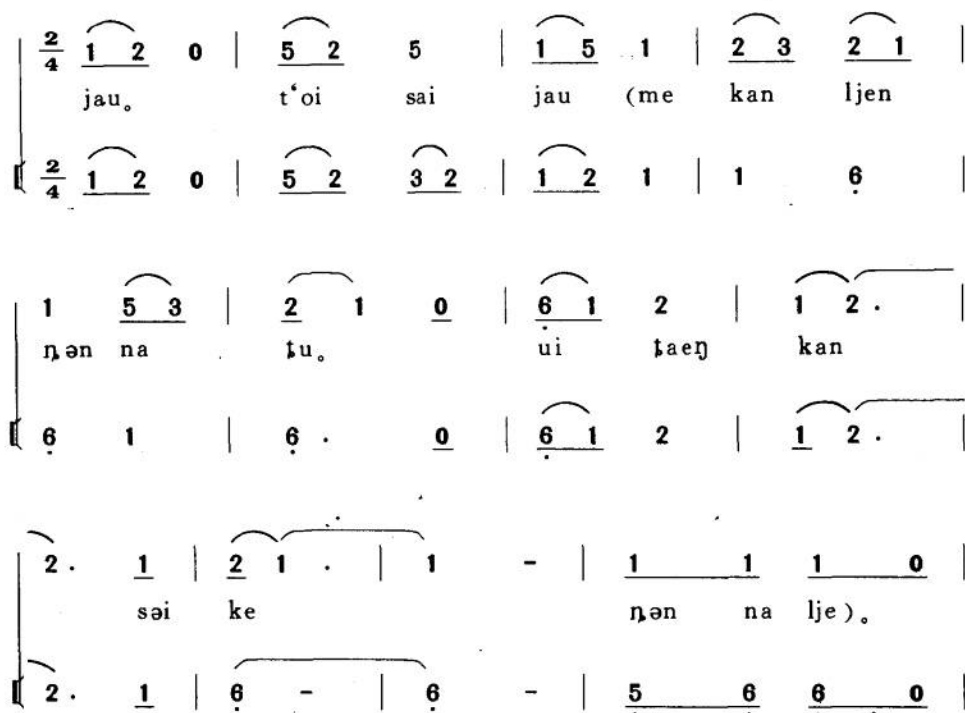 2/4 1 2 0 | 5 2 5 | 1 5 1 | 2 3 2 1 |
jau。 t‘oi sai jau (me kan ljen
2/4 1 2 0 | 5 2 3 2 | 1 2 1 | 1 6̣ |
1 5 3 | 2 1 0 | 6̣ 1 2 | 1 2 . |
ȵən na ȶu。 ui ȶaeŋ kan
6̣ 1 | 6̣ . 0 | 6̣ 1 2 | 1 2 . |
2 . 1 | 2 1 . | 1 - | 1 1 1 0
səi ke ȵən na lje)。
2 . 1 | 6̣ - | 6̣ - | 5̣ 6̣ 6̣ 0